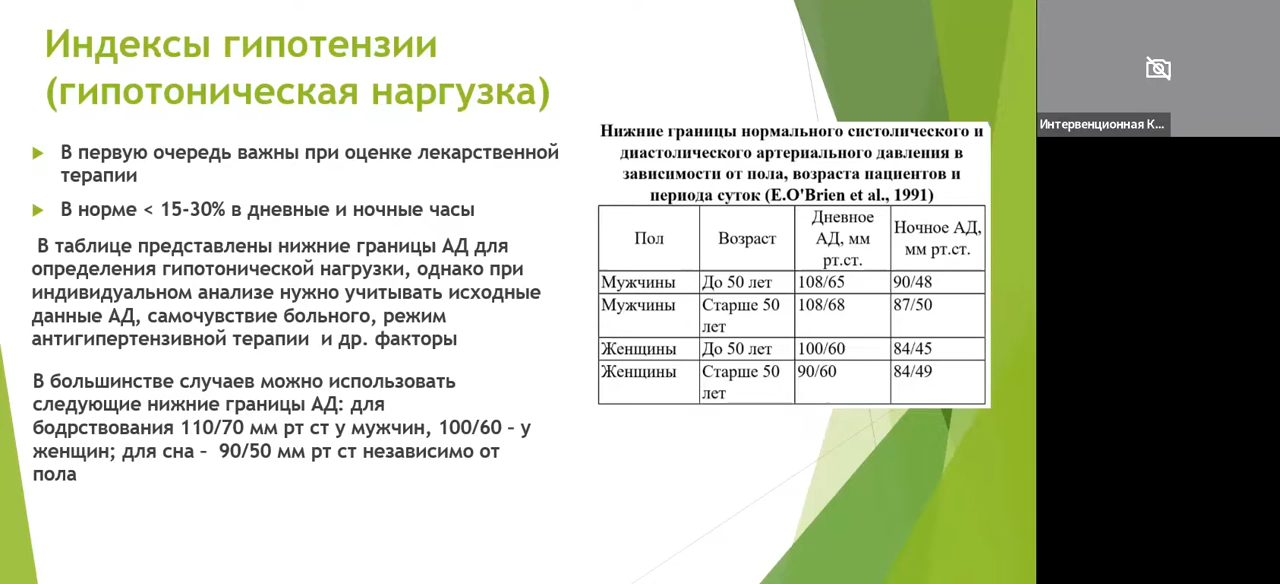 Индексы гипотензии
(гипотоническая наргузка)
В первую очередь важны при оценке лекарственной
терапии
В норме < 15-30% в дневные и ночные часы
В таблице представлены нижние границы АД для
определения гипотонической нагрузки, однако при
индивидуальном анализе нужно учитывать исходные
данные АД, самочувствие больного, режим
антигипертензивной терапии и др. факторы
В большинстве случаев можно использовать
следующие нижние границы АД: для
бодрствования 110/70 мм рт ст у мужчин, 100/60 – у
женщин; для сна – 90/50 мм рт ст независимо от
пола
Нижние границы нормального систолического и
диастолического артериального давления в
зависимости от пола, возраста пациентов и
периода суток (E.O'Brien et al., 1991)
Пол Возраст Дневное АД, мм рт.ст. Ночное АД, мм рт.ст.
Мужчины До 50 лет 108/65 90/48
Мужчины Старше 50 лет 108/68 87/50
Женщины До 50 лет 100/60 84/45
Женщины Старше 50 лет 90/60 84/49
Интервенционная К...